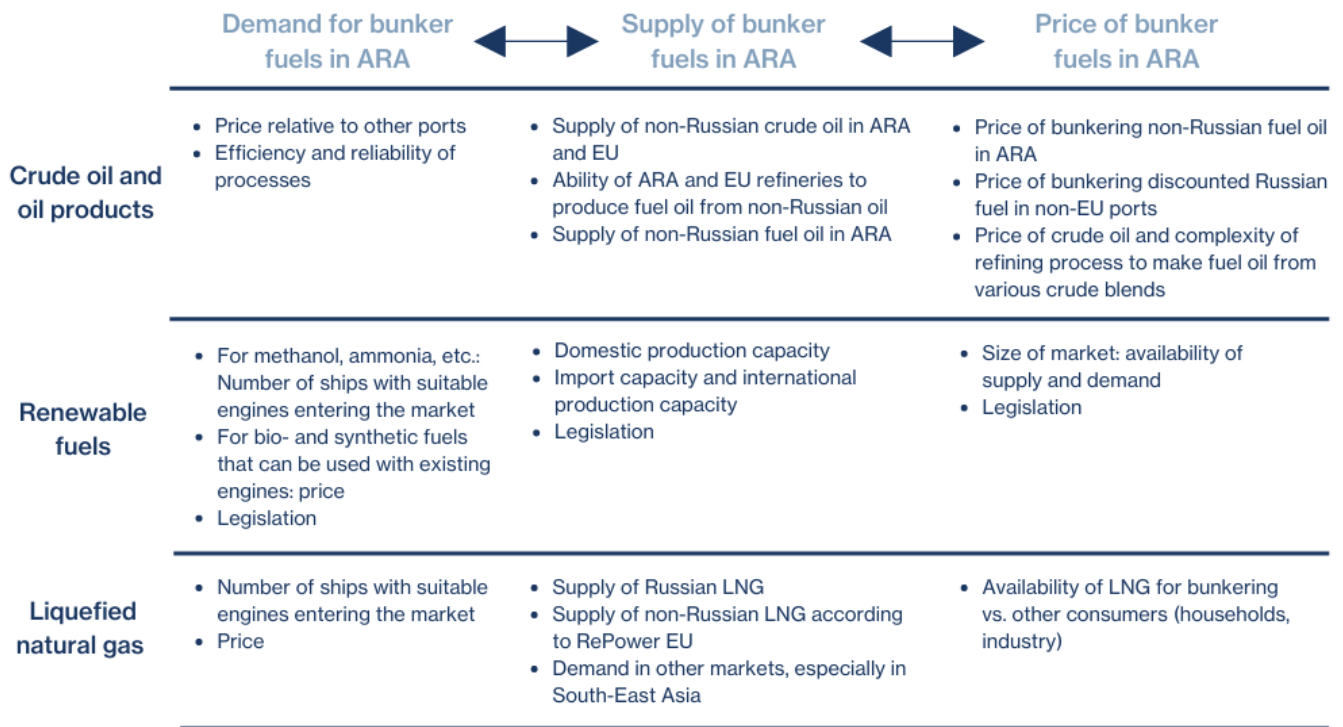 Demand for bunker
fuels in ARA
Supply of bunker
fuels in ARA
Price of bunker
fuels in ARA
Crude oil and
oil products
• Price relative to other ports
• Efficiency and reliability of
processes
• Supply of non-Russian crude oil in ARA
and EU
• Ability of ARA and EU refineries to
produce fuel oil from non-Russian oil
• Supply of non-Russian fuel oil in ARA
• Price of bunkering non-Russian fuel oil
in ARA
• Price of bunkering discounted Russian
fuel in non-EU ports
• Price of crude oil and complexity of
refining process to make fuel oil from
various crude blends
Renewable
fuels
• For methanol, ammonia, etc.:
Number of ships with suitable
engines entering the market
• For bio- and synthetic fuels
that can be used with existing
engines: price
• Legislation
• Domestic production capacity
• Import capacity and international
production capacity
• Legislation
• Size of market: availability of
supply and demand
• Legislation
Liquefied
natural gas
• Number of ships with suitable
engines entering the market
• Price
• Supply of Russian LNG
• Supply of non-Russian LNG according
to RePower EU
• Demand in other markets, especially in
South-East Asia
• Availability of LNG for bunkering
vs. other consumers (households,
industry)